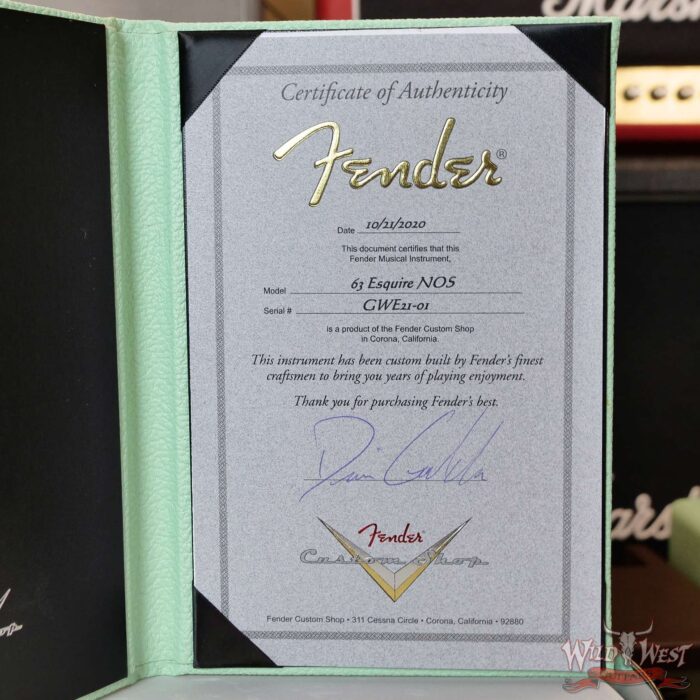 Marshall
Certificate of Authenticity
Fender®
Date 10/21/2020
This document certifies that this
Fender Musical Instrument,
Model 63 Esquire NOS
Serial # GWE21-01
is a product of the Fender Custom Shop
in Corona, California.
This instrument has been custom built by Fender's finest
craftsmen to bring you years of playing enjoyment.
Thank you for purchasing Fender's best.
Fender
Custom Shop
Fender Custom Shop • 311 Cessna Circle • Corona, California • 92880
Wild West